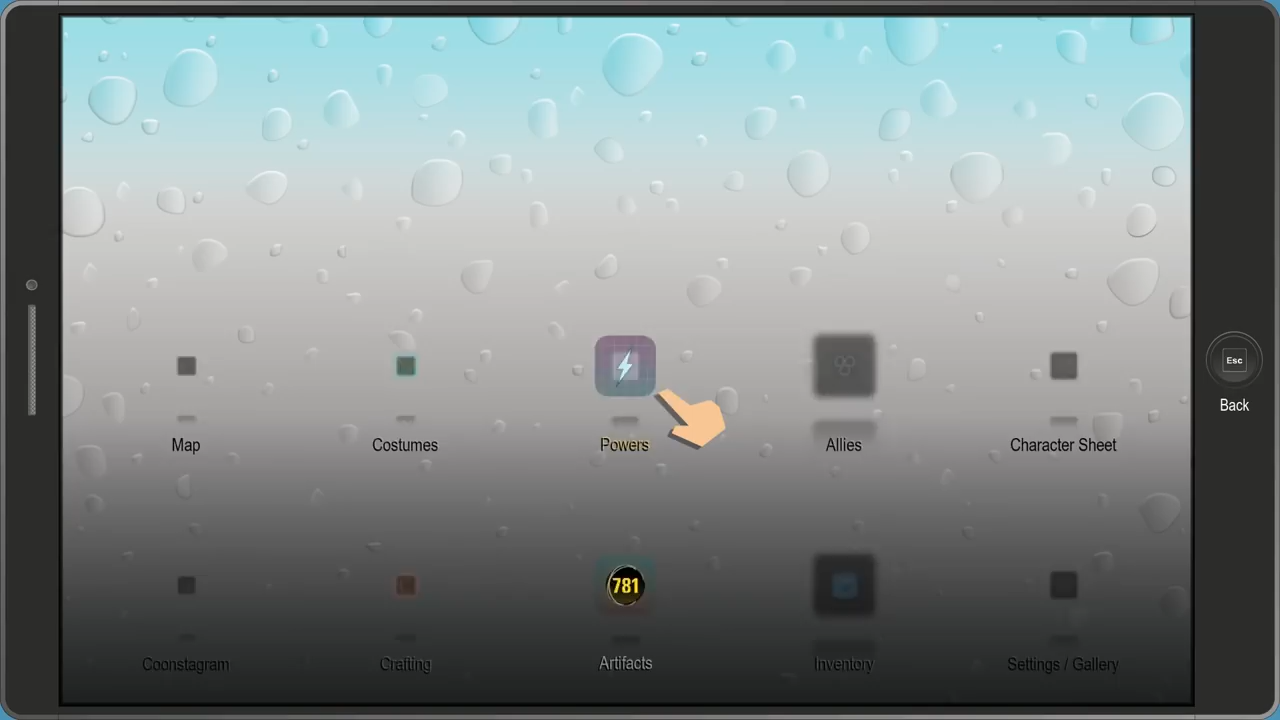 Esc
Back
Map
Costumes
Powers
Allies
Character Sheet
781
Coonstagram
Crafting
Artifacts
Inventory
Settings / Gallery